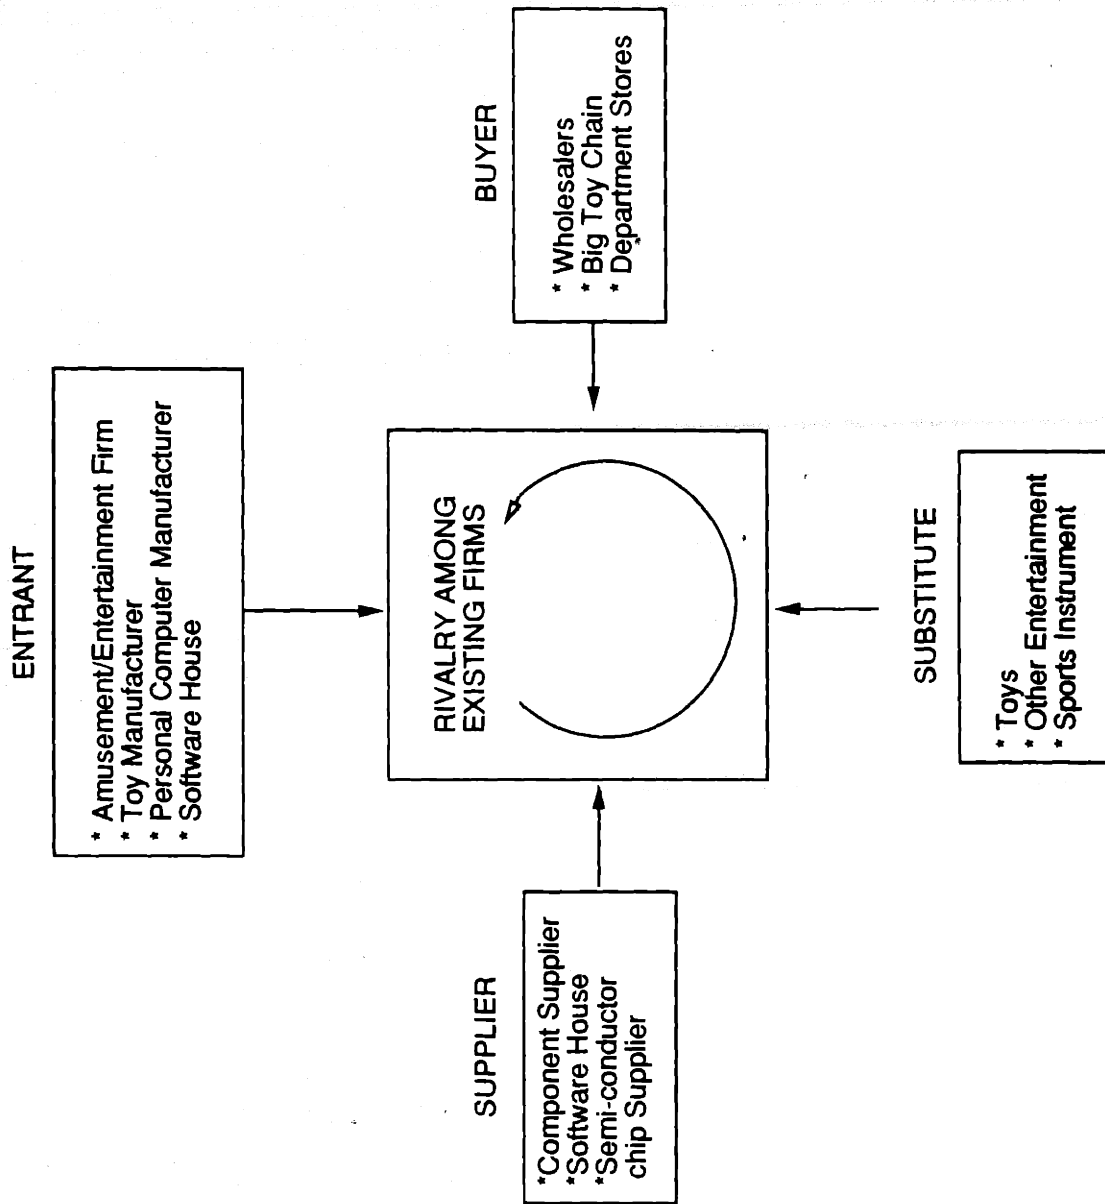 ENTRANT
* Amusement/Entertainment Firm
* Toy Manufacturer
* Personal Computer Manufacturer
* Software House
SUPPLIER
*Component Supplier
*Software House
*Semi-conductor
chip Supplier
RIVALRY AMONG
EXISTING FIRMS
BUYER
* Wholesalers
* Big Toy Chain
* Department Stores
SUBSTITUTE
* Toys
* Other Entertainment
* Sports Instrument